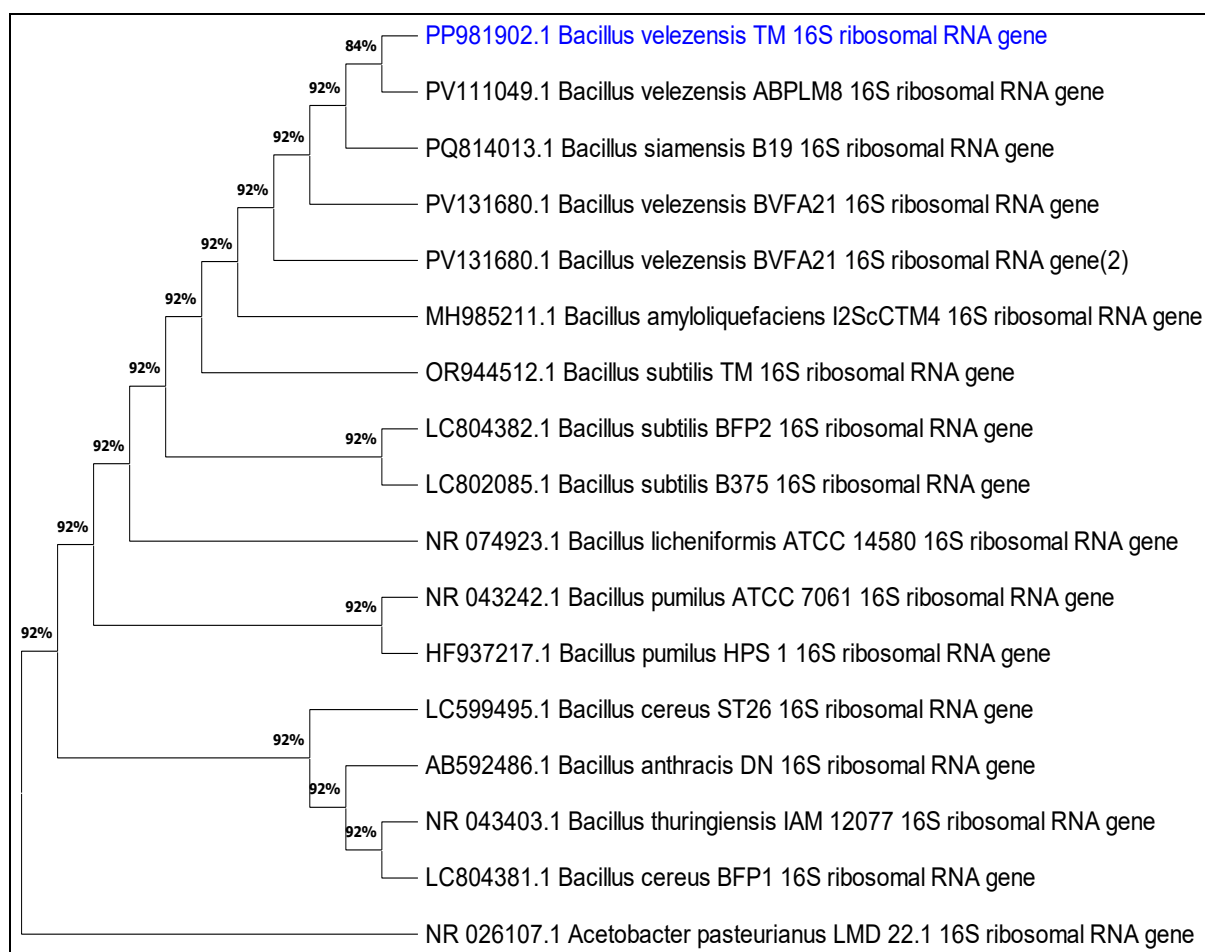 PP981902.1 Bacillus velezensis TM 16S ribosomal RNA gene
84%
PV111049.1 Bacillus velezensis ABPLM8 16S ribosomal RNA gene
92%
PQ814013.1 Bacillus siamensis B19 16S ribosomal RNA gene
92%
PV131680.1 Bacillus velezensis BVFA21 16S ribosomal RNA gene
92%
PV131680.1 Bacillus velezensis BVFA21 16S ribosomal RNA gene(2)
92%
MH985211.1 Bacillus amyloliquefaciens I2ScCTM4 16S ribosomal RNA gene
92%
OR944512.1 Bacillus subtilis TM 16S ribosomal RNA gene
92%
LC804382.1 Bacillus subtilis BFP2 16S ribosomal RNA gene
92%
92%
LC802085.1 Bacillus subtilis B375 16S ribosomal RNA gene
92%
NR 074923.1 Bacillus licheniformis ATCC 14580 16S ribosomal RNA gene
NR 043242.1 Bacillus pumilus ATCC 7061 16S ribosomal RNA gene
92%
92%
HF937217.1 Bacillus pumilus HPS 1 16S ribosomal RNA gene
LC599495.1 Bacillus cereus ST26 16S ribosomal RNA gene
92%
AB592486.1 Bacillus anthracis DN 16S ribosomal RNA gene
92%
NR 043403.1 Bacillus thuringiensis IAM 12077 16S ribosomal RNA gene
92%
LC804381.1 Bacillus cereus BFP1 16S ribosomal RNA gene
NR 026107.1 Acetobacter pasteurianus LMD 22.1 16S ribosomal RNA gene